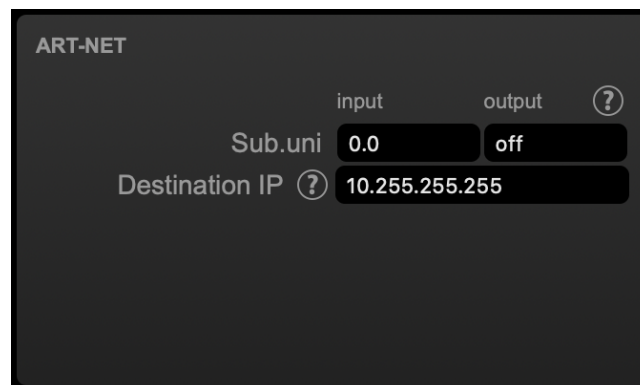 ART-NET
input output ?
Sub.uni 0.0 off
Destination IP ? 10.255.255.255